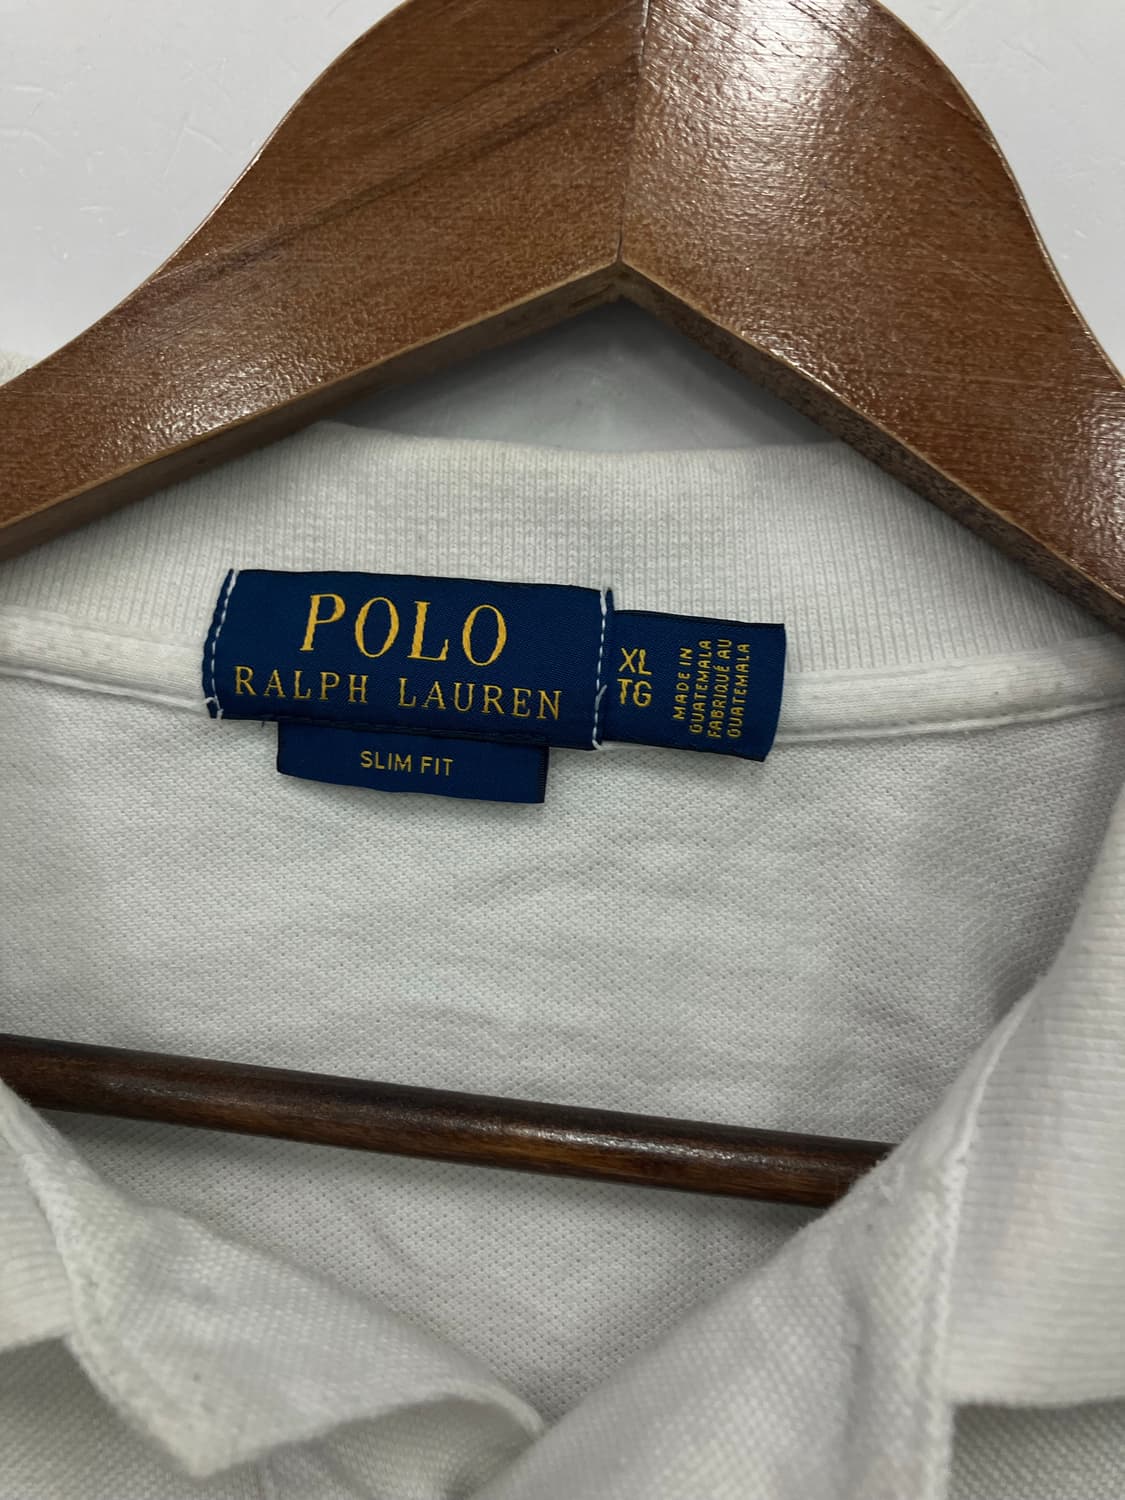 POLO
RALPH LAUREN
SLIM FIT
XL
TG
MADE IN
GUATEMALA
FABRIQUÉ AU
GUATEMALA